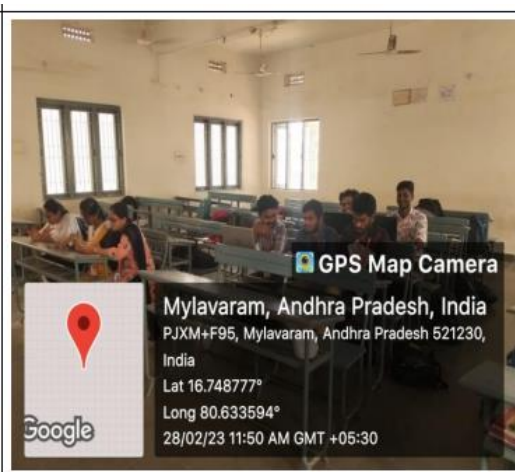 GPS Map Camera
Mylavaram, Andhra Pradesh, India
PJXM+F95, Mylavaram, Andhra Pradesh 521230,
India
Lat 16.748777°
Long 80.633594°
28/02/23 11:50 AM GMT +05:30
Google